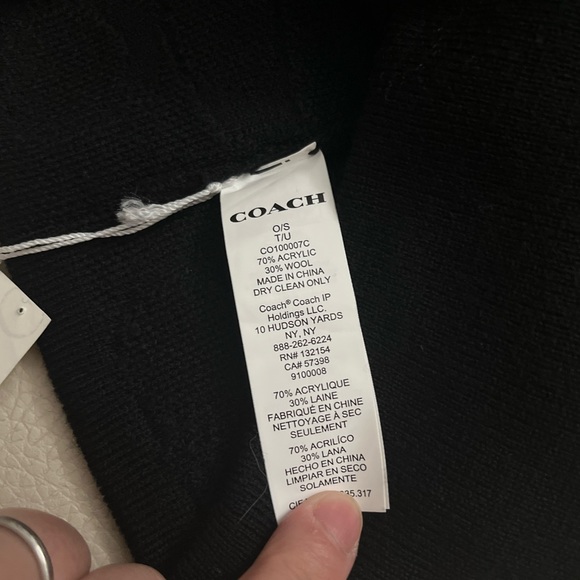 COACH
O/S
T/U
CO100007C
70% ACRYLIC
30% WOOL
MADE IN CHINA
DRY CLEAN ONLY
Coach® Coach IP
Holdings LLC.
10 HUDSON YARDS
NY, NY
888-262-6224
RN# 132154
CA# 57398
9100008
70% ACRYLIQUE
30% LAINE
FABRIQUÉ EN CHINE
NETTOYAGE À SEC
SEULEMENT
70% ACRILÍCO
30% LANA
HECHO EN CHINA
LIMPIAR EN SECO
SOLAMENTE